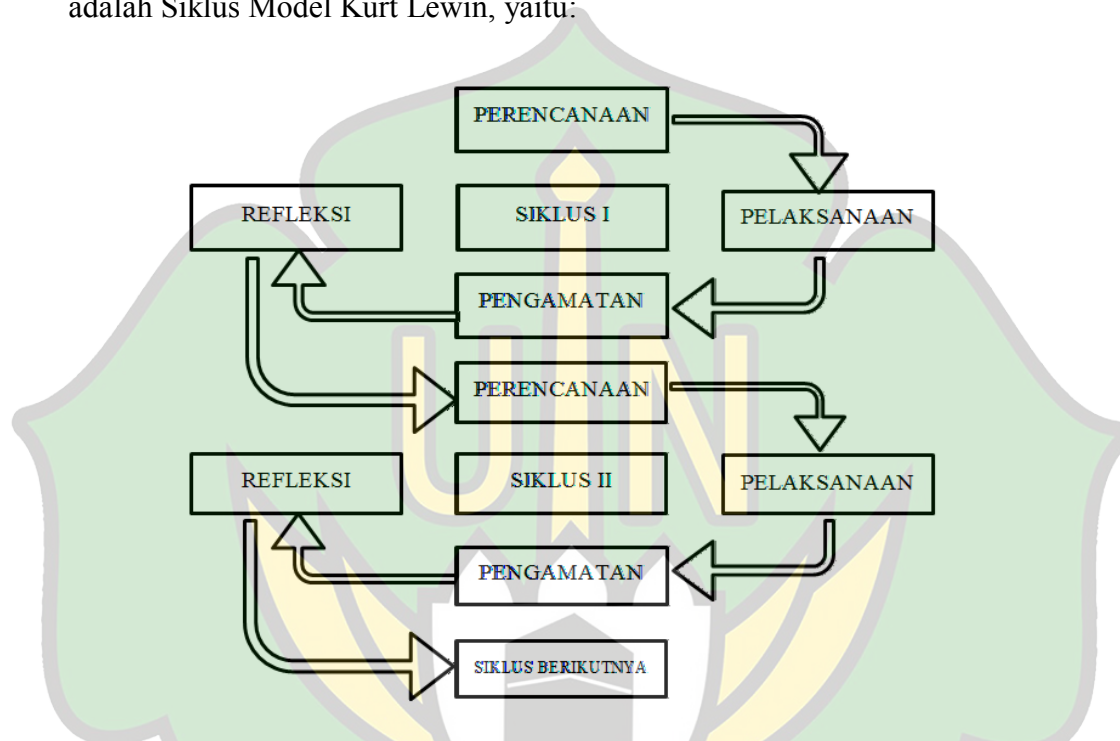 adalah Siklus Model Kurt Lewin, yaitu:
PERENCANAAN
REFLEKSI
SIKLUS I
PELAKSANAAN
PENGAMATAN
PERENCANAAN
REFLEKSI
SIKLUS II
PELAKSANAAN
PENGAMATAN
SIKLUS BERIKUTNYA
UIN